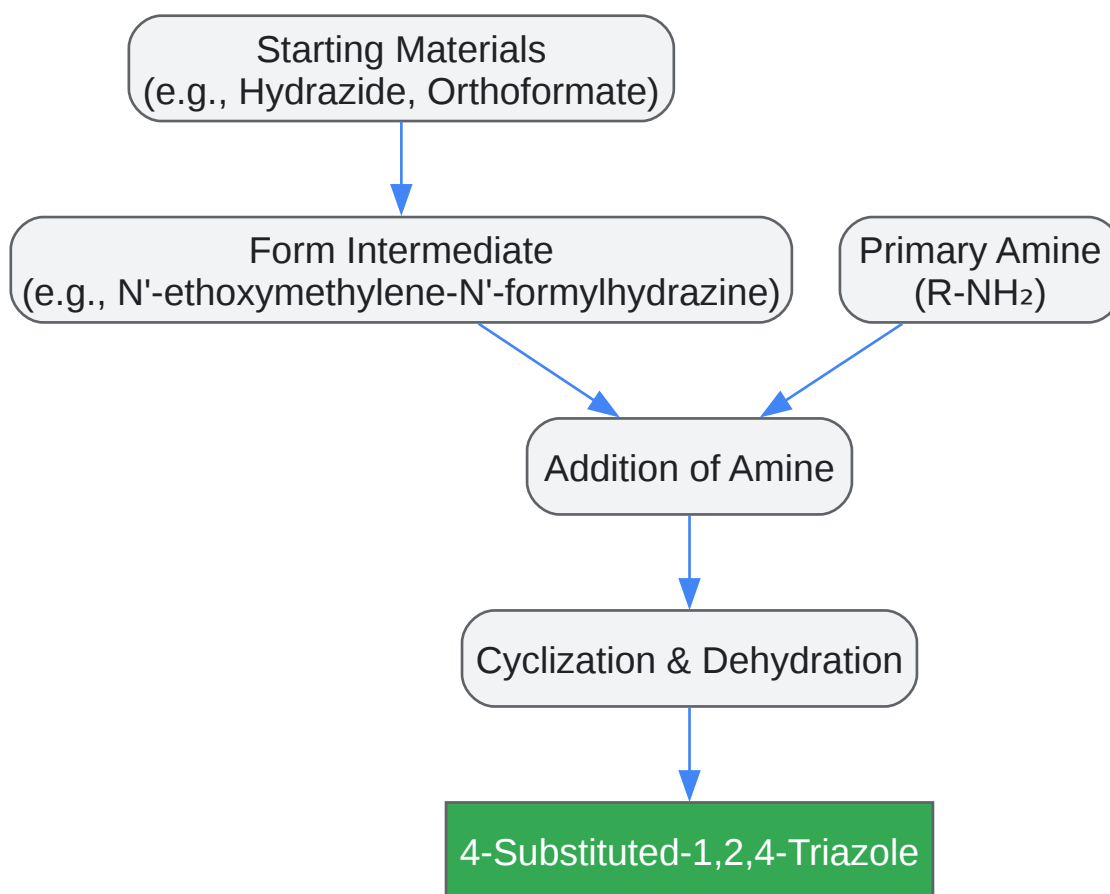 Starting Materials
(e.g., Hydrazide, Orthoformate)
Form Intermediate
(e.g., N'-ethoxymethylene-N'-formylhydrazine)
Primary Amine
(R-NH₂)
Addition of Amine
Cyclization & Dehydration
4-Substituted-1,2,4-Triazole